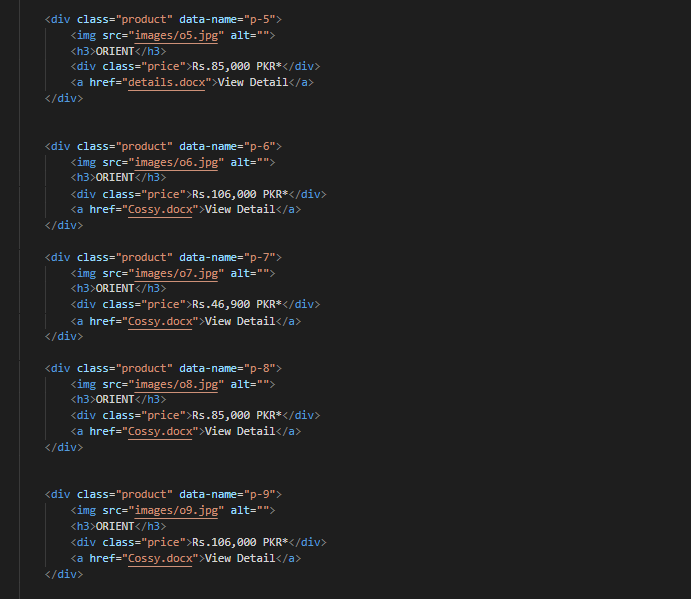 <div class="product" data-name="p-5">
    <img src="images/o5.jpg" alt="">
    <h3>ORIENT</h3>
    <div class="price">Rs.85,000 PKR*</div>
    <a href="details.docx">View Detail</a>
</div>
<div class="product" data-name="p-6">
    <img src="images/o6.jpg" alt="">
    <h3>ORIENT</h3>
    <div class="price">Rs.106,000 PKR*</div>
    <a href="Cossy.docx">View Detail</a>
</div>
<div class="product" data-name="p-7">
    <img src="images/o7.jpg" alt="">
    <h3>ORIENT</h3>
    <div class="price">Rs.46,900 PKR*</div>
    <a href="Cossy.docx">View Detail</a>
</div>
<div class="product" data-name="p-8">
    <img src="images/o8.jpg" alt="">
    <h3>ORIENT</h3>
    <div class="price">Rs.85,000 PKR*</div>
    <a href="Cossy.docx">View Detail</a>
</div>
<div class="product" data-name="p-9">
    <img src="images/o9.jpg" alt="">
    <h3>ORIENT</h3>
    <div class="price">Rs.106,000 PKR*</div>
    <a href="Cossy.docx">View Detail</a>
</div>